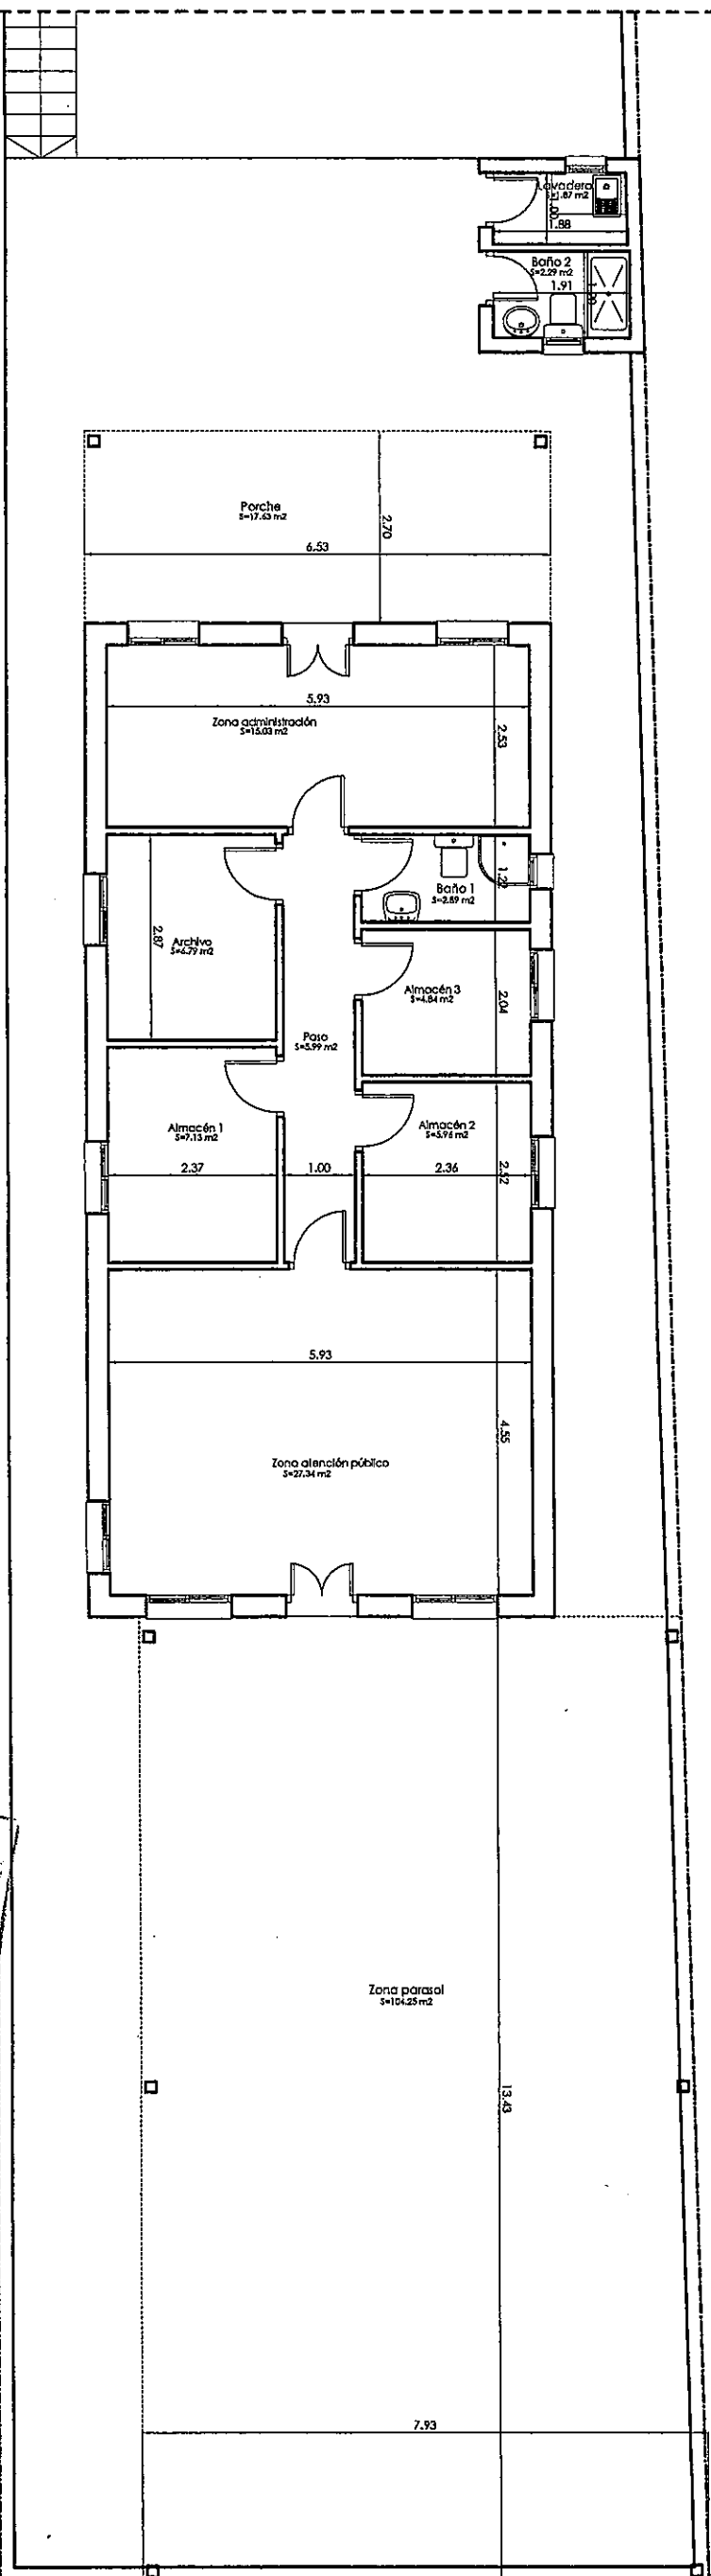 Lavadero
S=1.87 m2
1.00
1.88
Baño 2
S=2.29 m2
1.91
Porche
S=17.63 m2
2.70
6.53
5.93
Zona administración
S=15.03 m2
2.53
Baño 1
S=2.89 m2
Archivo
S=6.79 m2
2.87
Almacén 3
S=4.84 m2
2.04
Paso
S=5.99 m2
Almacén 1
S=7.13 m2
Almacén 2
S=5.96 m2
2.37
1.00
2.36
2.52
5.93
4.55
Zona atención público
S=27.34 m2
Zona parasol
S=104.25 m2
13.43
7.93